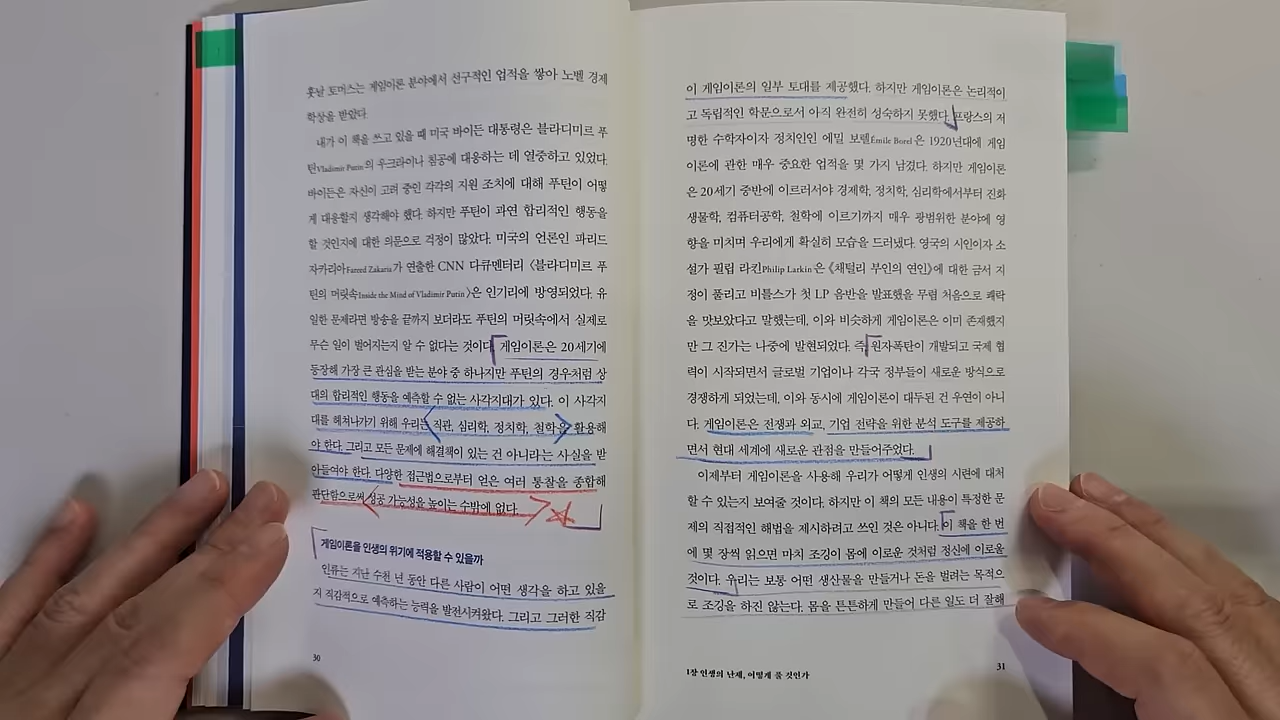 훗날 토머스는 게임이론 분야에서 선구적인 업적을 쌓아 노벨 경제
학상을 받았다.
내가 이 책을 쓰고 있을 때 미국 바이든 대통령은 블라디미르 푸
틴Vladimir Putin의 우크라이나 침공에 대응하는 데 열중하고 있었다.
바이든은 자신이 고려 중인 각각의 지원 조치에 대해 푸틴이 어떻
게 대응할지 생각해야 했다. 하지만 푸틴이 과연 합리적인 행동을
할 것인지에 대한 의문으로 걱정이 많았다. 미국의 언론인 파리드
자카리아Fareed Zakaria가 연출한 CNN 다큐멘터리 〈블라디미르 푸
틴의 머릿속Inside the Mind of Vladimir Putin〉은 인기리에 방영되었다. 유
일한 문제라면 방송을 끝까지 보더라도 푸틴의 머릿속에서 실제로
무슨 일이 벌어지는지 알 수 없다는 것이다. 게임이론은 20세기에
등장해 가장 큰 관심을 받는 분야 중 하나지만 푸틴의 경우처럼 상
대의 합리적인 행동을 예측할 수 없는 사각지대가 있다. 이 사각지
대를 헤쳐나가기 위해 우리는 직관, 심리학, 정치학, 철학을 활용해
야 한다. 그리고 모든 문제에 해결책이 있는 건 아니라는 사실을 받
아들여야 한다. 다양한 접근법으로부터 얻은 여러 통찰을 종합해
판단함으로써 성공 가능성을 높이는 수밖에 없다.
게임이론을 인생의 위기에 적용할 수 있을까
인류는 지난 수천 년 동안 다른 사람이 어떤 생각을 하고 있을
지 직감적으로 예측하는 능력을 발전시켜왔다. 그리고 그러한 직감
30
이 게임이론의 일부 토대를 제공했다. 하지만 게임이론은 논리적이
고 독립적인 학문으로서 아직 완전히 성숙하지 못했다. 프랑스의 저
명한 수학자이자 정치인인 에밀 보렐Émile Borel은 1920년대에 게임
이론에 관한 매우 중요한 업적을 몇 가지 남겼다. 하지만 게임이론
은 20세기 중반에 이르러서야 경제학, 정치학, 심리학에서부터 진화
생물학, 컴퓨터공학, 철학에 이르기까지 매우 광범위한 분야에 영
향을 미치며 우리에게 확실히 모습을 드러냈다. 영국의 시인이자 소
설가 필립 라킨Philip Larkin은 《채털리 부인의 연인》에 대한 금서 지
정이 풀리고 비틀스가 첫 LP 음반을 발표했을 무렵 처음으로 쾌락
을 맛보았다고 말했는데, 이와 비슷하게 게임이론은 이미 존재했지
만 그 진가는 나중에 발현되었다. 즉 원자폭탄이 개발되고 국제 협
력이 시작되면서 글로벌 기업이나 각국 정부들이 새로운 방식으로
경쟁하게 되었는데, 이와 동시에 게임이론이 대두된 건 우연이 아니
다. 게임이론은 전쟁과 외교, 기업 전략을 위한 분석 도구를 제공하
면서 현대 세계에 새로운 관점을 만들어주었다.
이제부터 게임이론을 사용해 우리가 어떻게 인생의 시련에 대처
할 수 있는지 보여줄 것이다. 하지만 이 책의 모든 내용이 특정한 문
제의 직접적인 해법을 제시하려고 쓰인 것은 아니다. 이 책을 한 번
에 몇 장씩 읽으면 마치 조깅이 몸에 이로운 것처럼 정신에 이로울
것이다. 우리는 보통 어떤 생산물을 만들거나 돈을 벌려는 목적으
로 조깅을 하진 않는다. 몸을 튼튼하게 만들어 다른 일도 더 잘해
1장 인생의 난제, 어떻게 풀 것인가
31